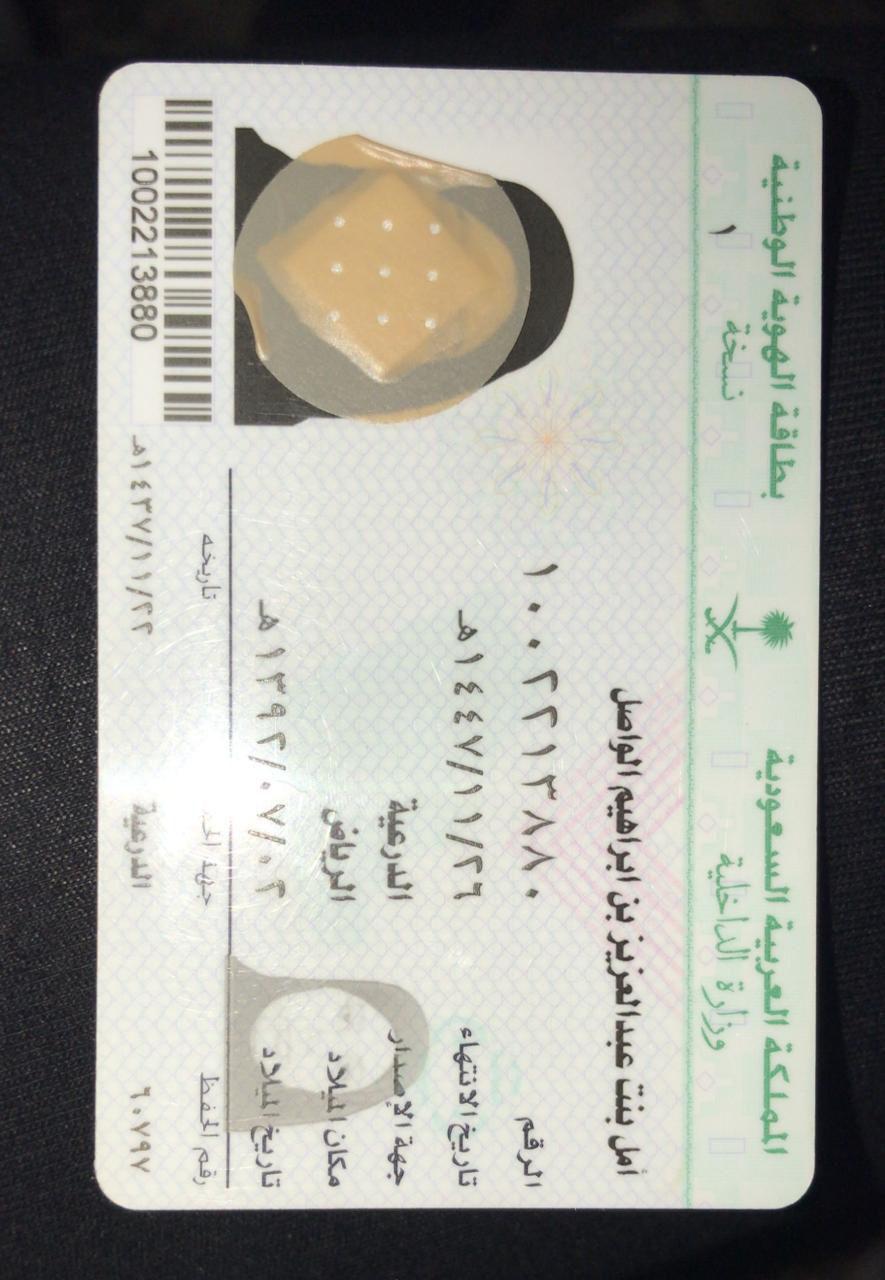 المملكة العربية السعودية
بطاقة الهوية الوطنية
وزارة الداخلية
نسخة ١
أمل بنت عبدالعزيز بن ابراهيم الواصل
الرقم ١٠٠٢٢١٣٨٨٠
تاريخ الانتهاء ١٤٤٧/١١/٢٦هـ
جهة الإصدار الدرعية
مكان الميلاد الرياض
تاريخ الميلاد ١٣٩٢/٠٧/٠٢هـ
رقم الحفظ جهة تاريخه
٦٠٧٩٧ الدرعية ١٤٣٧/١١/٢٢هـ
1002213880